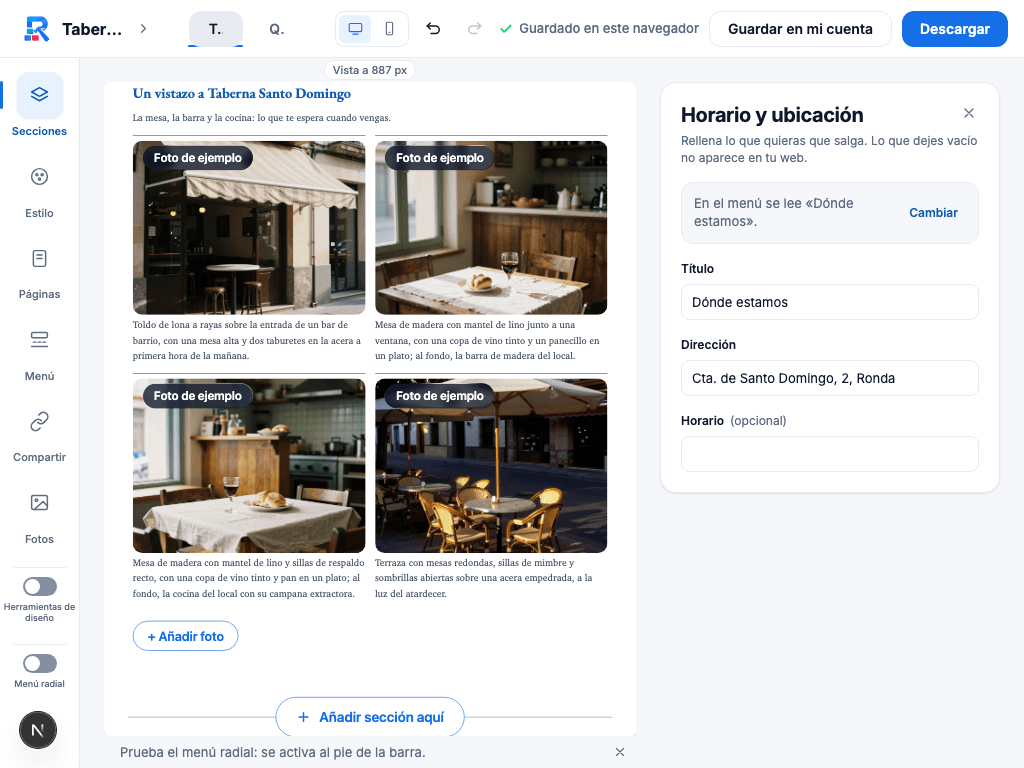 Taber...
T..
Q.
Guardado en este navegador
Guardar en mi cuenta
Descargar
Vista a 887 px
Secciones
Estilo
Páginas
Menú
Compartir
Fotos
Herramientas de
diseño
Menú radial
N
Un vistazo a Taberna Santo Domingo
La mesa, la barra y la cocina: lo que te espera cuando vengas.
Foto de ejemplo
Toldo de lona a rayas sobre la entrada de un bar de
barrio, con una mesa alta y dos taburetes en la acera a
primera hora de la mañana.
Foto de ejemplo
Mesa de madera con mantel de lino junto a una
ventana, con una copa de vino tinto y un panecillo en
un plato; al fondo, la barra de madera del local.
Foto de ejemplo
Mesa de madera con mantel de lino y sillas de respaldo
recto, con una copa de vino tinto y pan en un plato; al
fondo, la cocina del local con su campana extractora.
Foto de ejemplo
Terraza con mesas redondas, sillas de mimbre y
sombrillas abiertas sobre una acera empedrada, a la
luz del atardecer.
+ Añadir foto
+ Añadir sección aquí
Prueba el menú radial: se activa al pie de la barra.
Horario y ubicación
Rellena lo que quieras que salga. Lo que dejes vacío
no aparece en tu web.
En el menú se lee «Dónde
estamos».
Cambiar
Título
Dónde estamos
Dirección
Cta. de Santo Domingo, 2, Ronda
Horario (opcional)